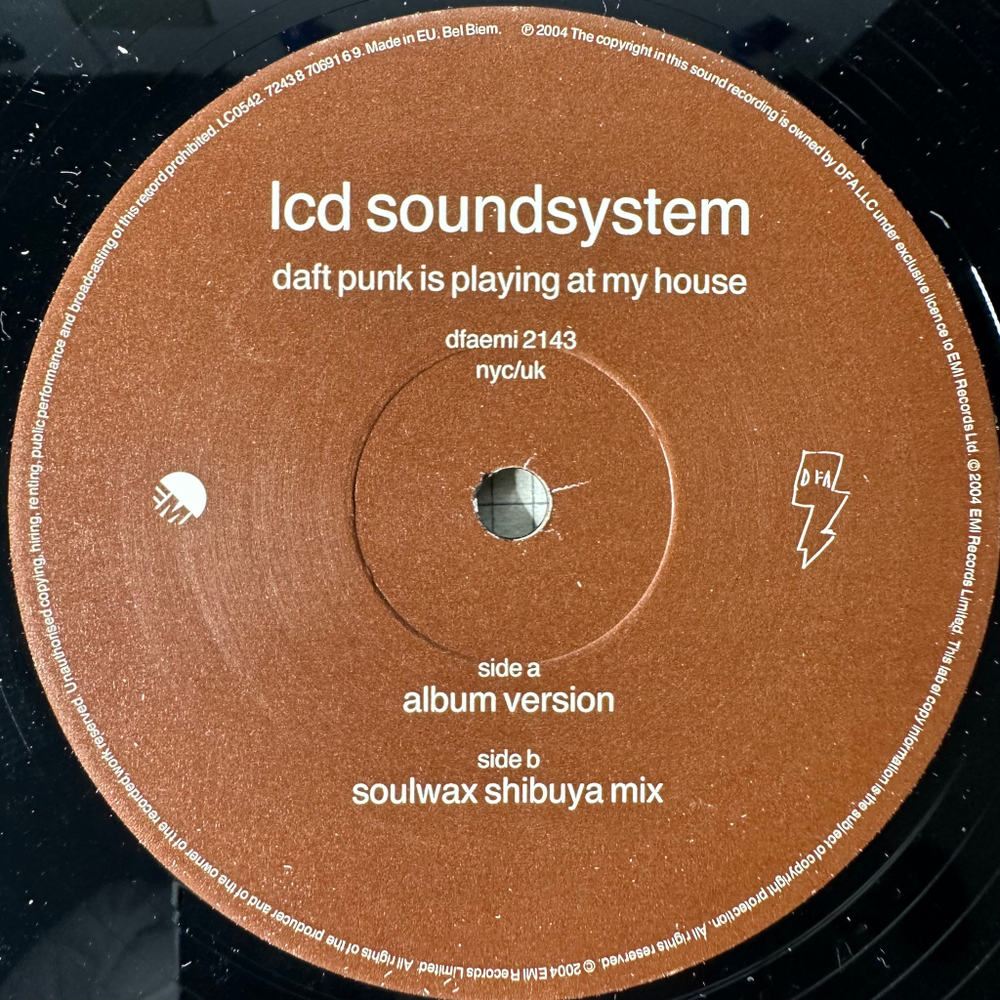 lcd soundsystem
daft punk is playing at my house
dfaemi 2143
nyc/uk
EMI
DFA
side a
album version
side b
soulwax shibuya mix
℗ 2004 The copyright in this sound recording is owned by DFA LLC under exclusive licence to EMI Records Ltd. © 2004 EMI Records Limited. This label copy information is the subject of copyright protection. All rights reserved. © 2004 EMI Records Limited. All rights of the producer and of the owner of the recorded work reserved. Unauthorised copying, hiring, renting, public performance and broadcasting of this record prohibited. LC0542. 7243 8 70691 6 9. Made in EU. Bel Biem.